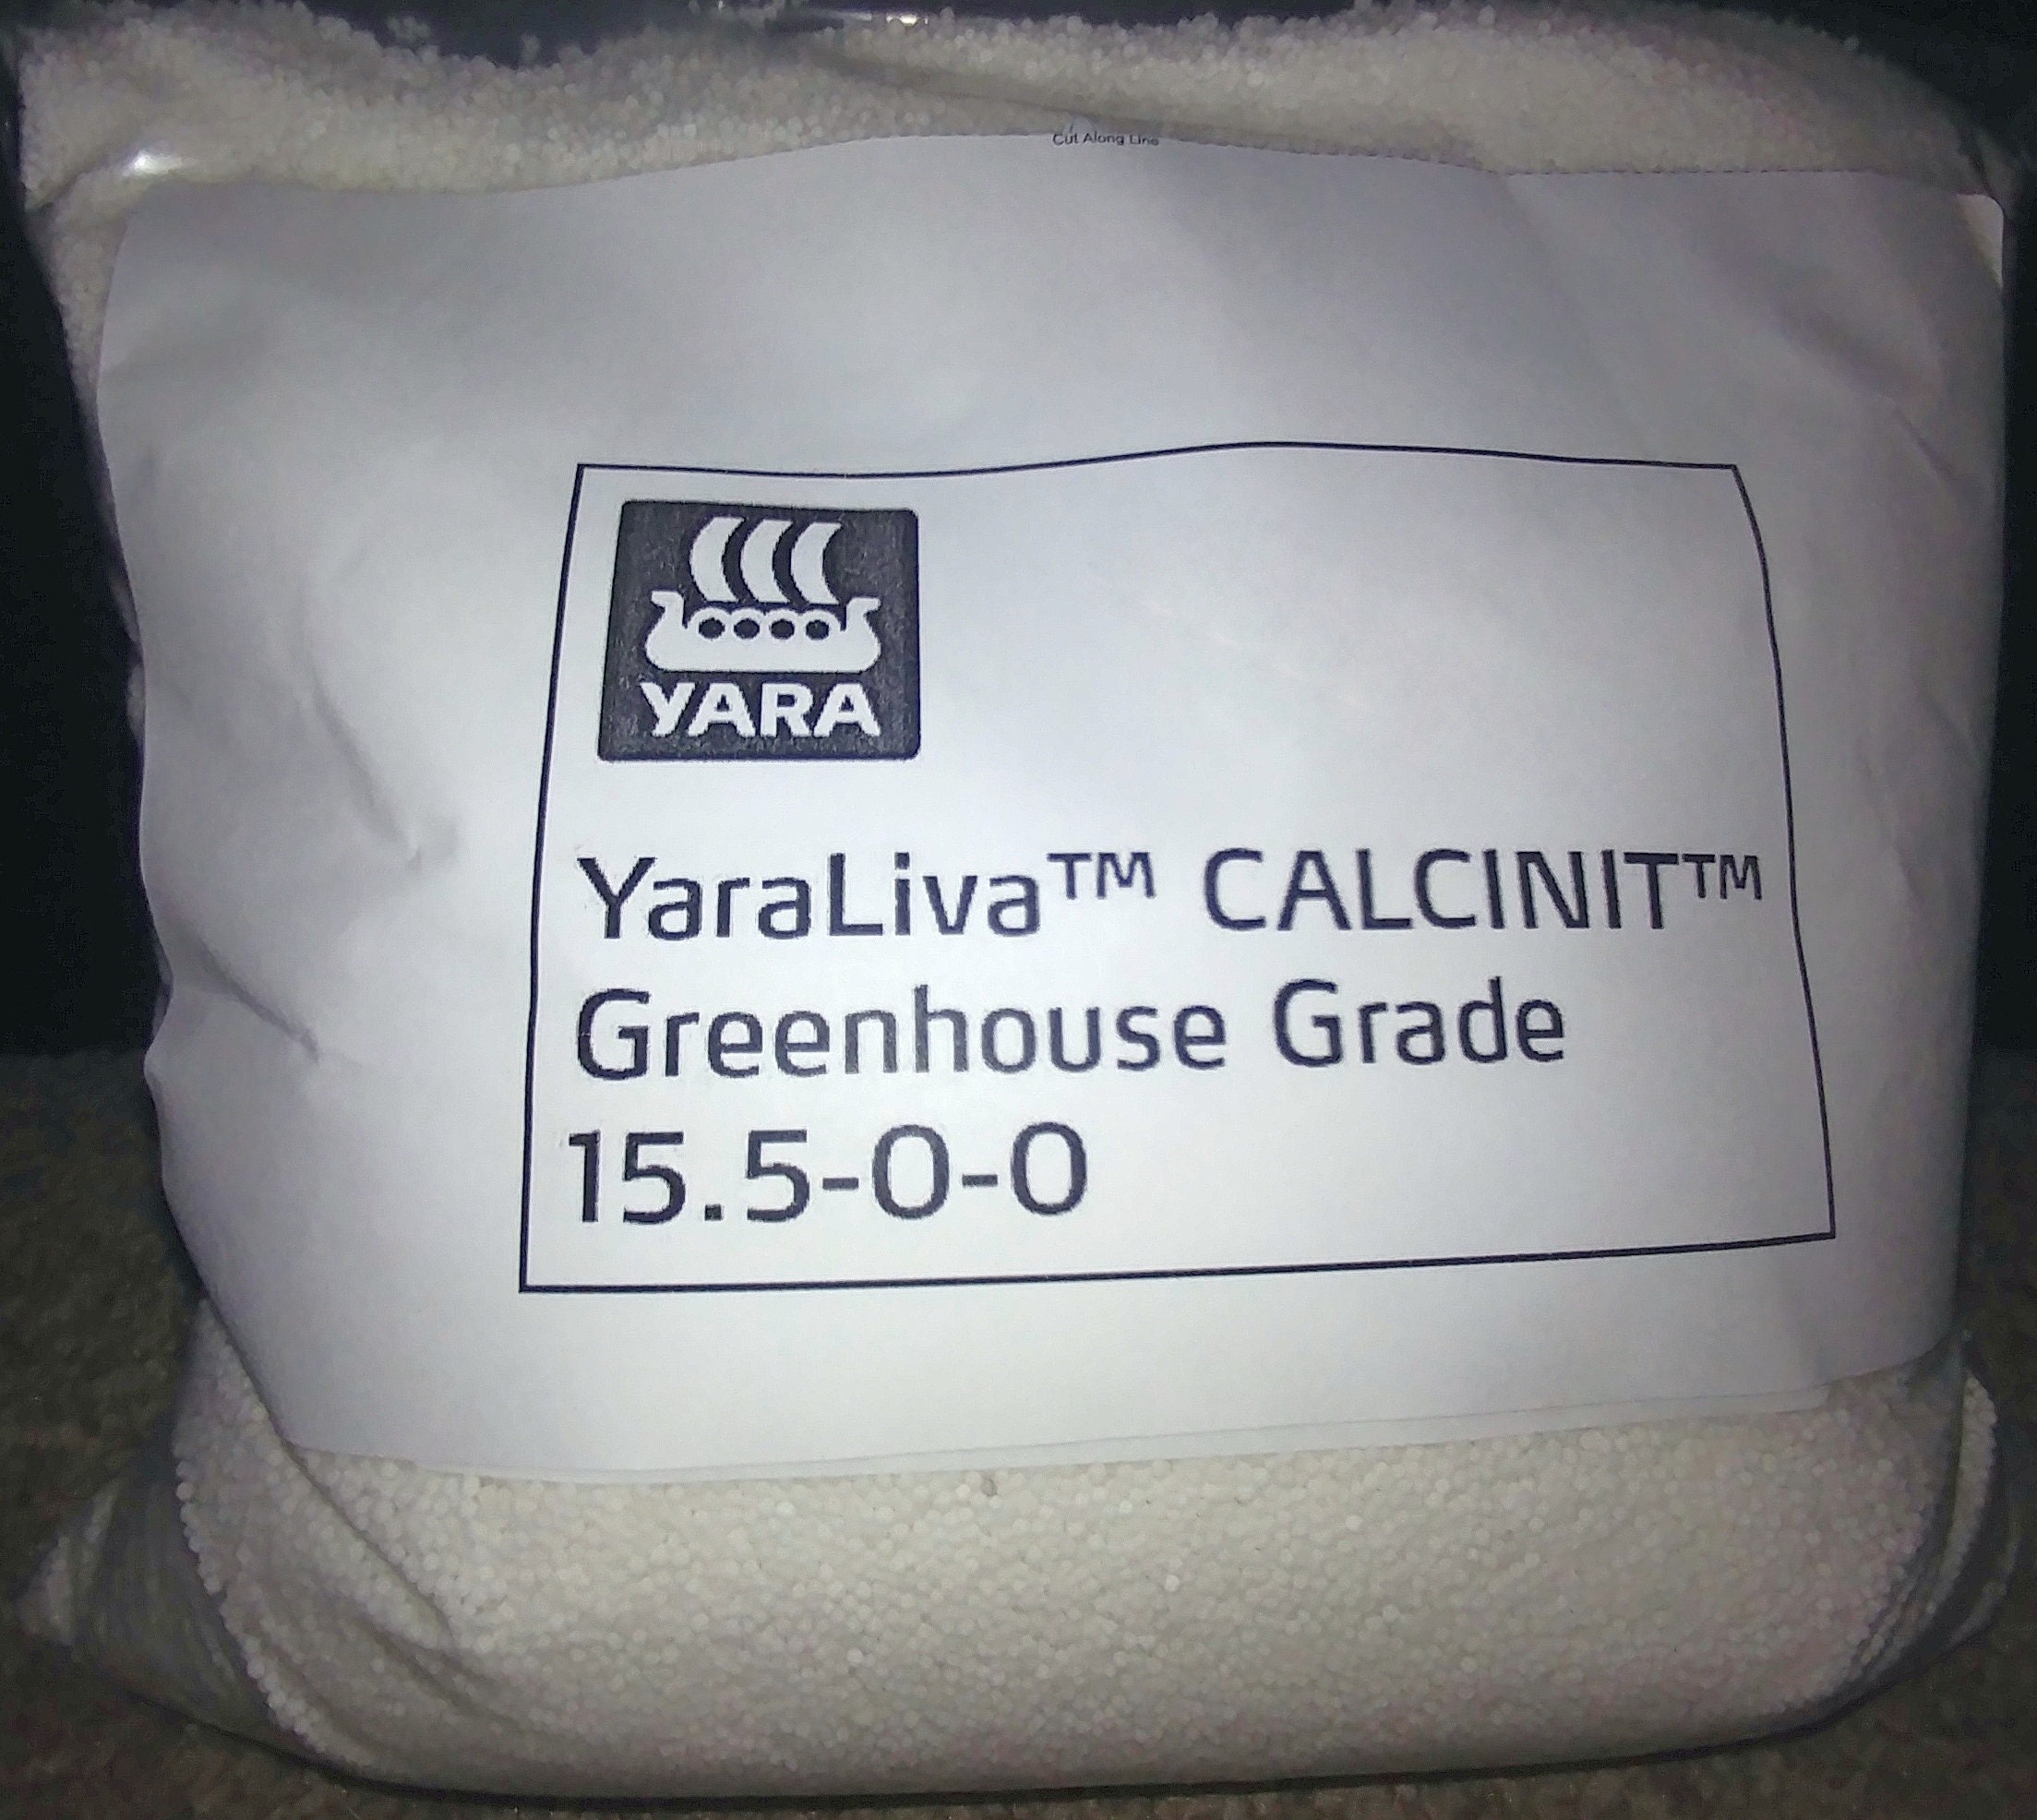 Cut Along Line
YARA
YaraLiva™ CALCINIT™
Greenhouse Grade
15.5-0-0